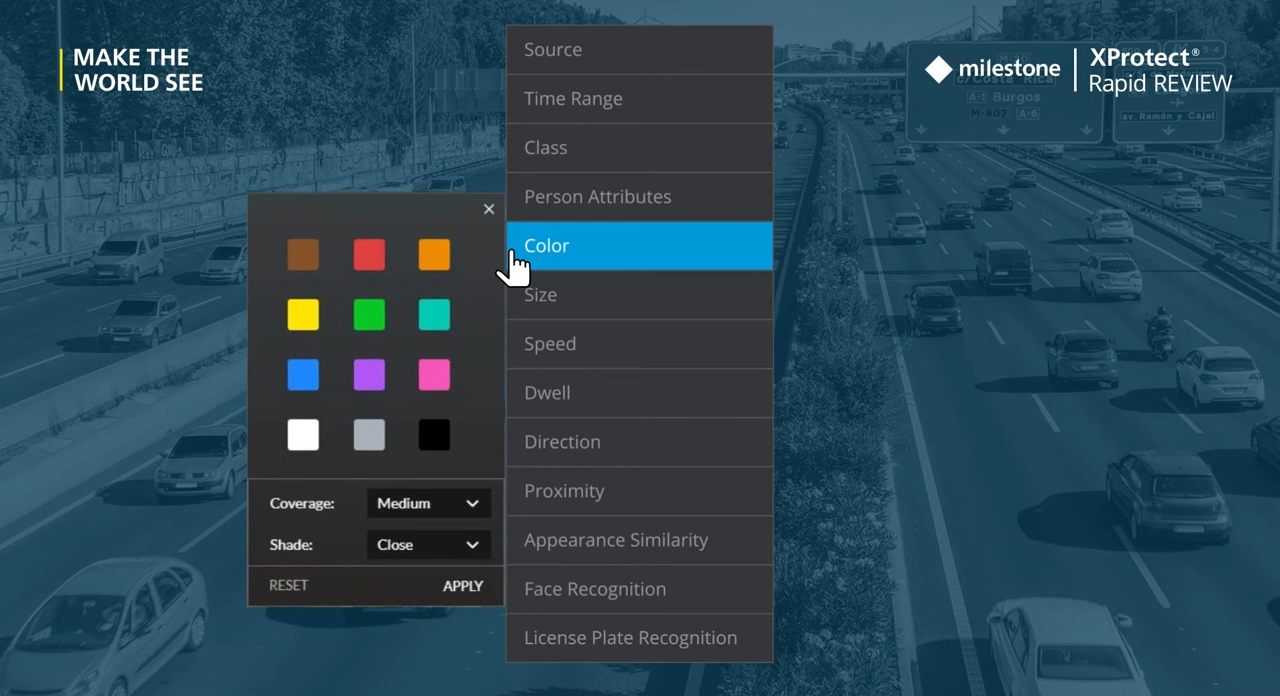 MAKE THE
WORLD SEE
milestone
XProtect®
Rapid REVIEW
Source
Time Range
Class
Person Attributes
Color
Size
Speed
Dwell
Direction
Proximity
Appearance Similarity
Face Recognition
License Plate Recognition
×
Coverage: Medium
Shade: Close
RESET APPLY
A-1 Burgos
M-607 A-6
av. Ramón y Cajal